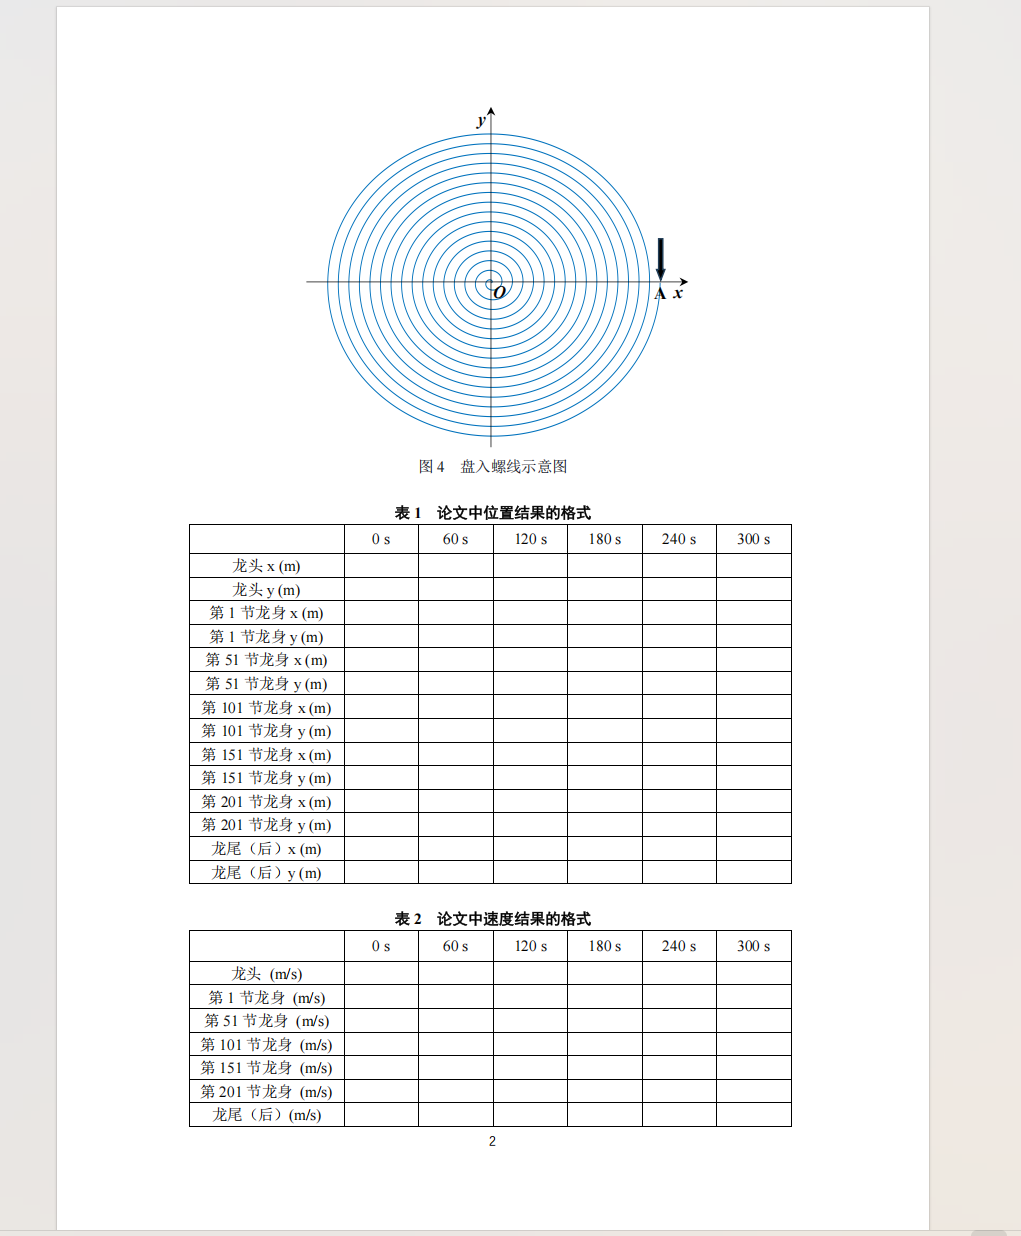 y
O
A x
图 4 盘入螺线示意图
表 1 论文中位置结果的格式
0 s 60 s 120 s 180 s 240 s 300 s
龙头 x (m)
龙头 y (m)
第 1 节龙身 x (m)
第 1 节龙身 y (m)
第 51 节龙身 x (m)
第 51 节龙身 y (m)
第 101 节龙身 x (m)
第 101 节龙身 y (m)
第 151 节龙身 x (m)
第 151 节龙身 y (m)
第 201 节龙身 x (m)
第 201 节龙身 y (m)
龙尾（后）x (m)
龙尾（后）y (m)
表 2 论文中速度结果的格式
0 s 60 s 120 s 180 s 240 s 300 s
龙头 (m/s)
第 1 节龙身 (m/s)
第 51 节龙身 (m/s)
第 101 节龙身 (m/s)
第 151 节龙身 (m/s)
第 201 节龙身 (m/s)
龙尾（后）(m/s)
2